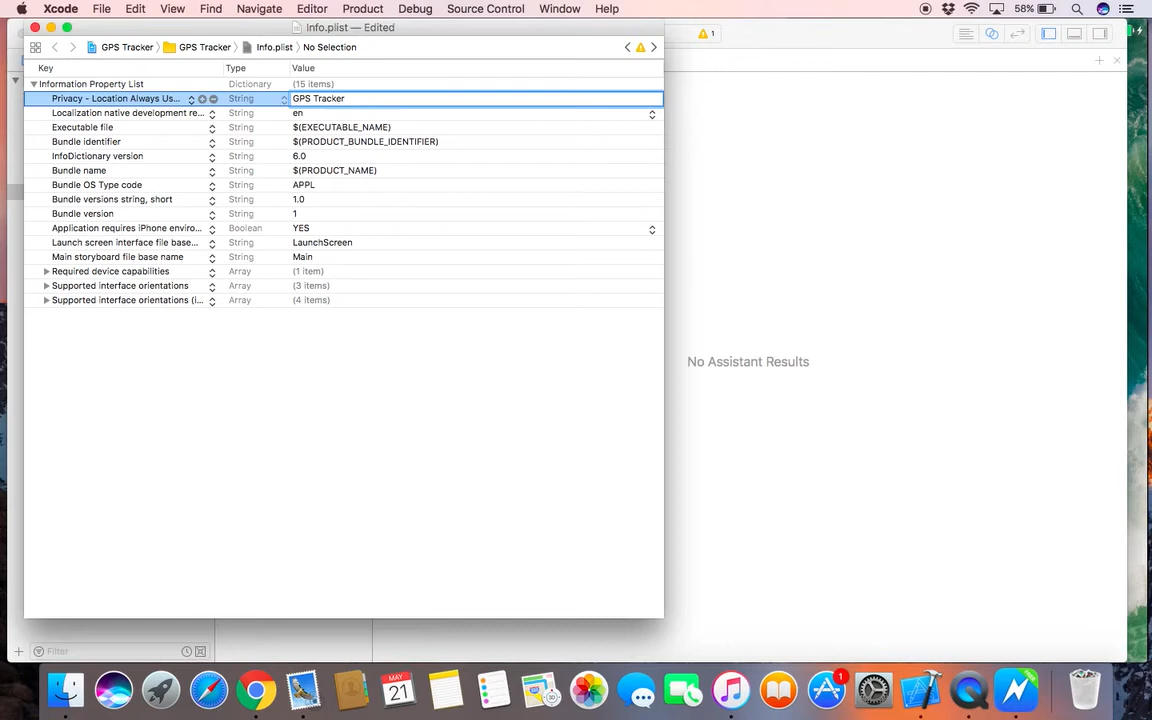 Xcode File Edit View Find Navigate Editor Product Debug Source Control Window Help 58%
Info.plist — Edited
GPS Tracker GPS Tracker Info.plist No Selection
1
Key Type Value
Information Property List Dictionary (15 items)
Privacy - Location Always Us... String GPS Tracker
Localization native development re... String en
Executable file String $(EXECUTABLE_NAME)
Bundle identifier String $(PRODUCT_BUNDLE_IDENTIFIER)
InfoDictionary version String 6.0
Bundle name String $(PRODUCT_NAME)
Bundle OS Type code String APPL
Bundle versions string, short String 1.0
Bundle version String 1
Application requires iPhone enviro... Boolean YES
Launch screen interface file base... String LaunchScreen
Main storyboard file base name String Main
Required device capabilities Array (1 item)
Supported interface orientations Array (3 items)
Supported interface orientations (i... Array (4 items)
No Assistant Results
Filter
MAY
21
1